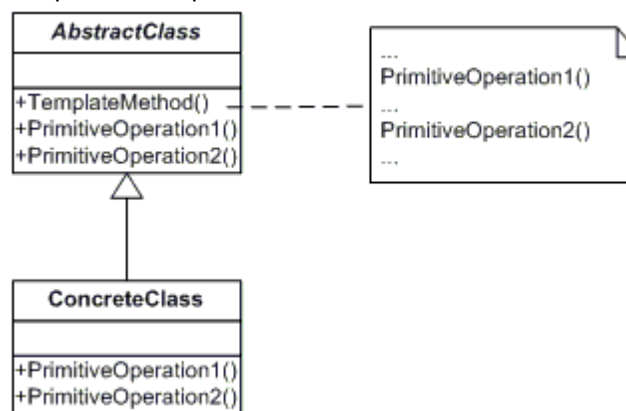 AbstractClass
+TemplateMethod()
+PrimitiveOperation1()
+PrimitiveOperation2()
...
PrimitiveOperation1()
...
PrimitiveOperation2()
...
ConcreteClass
+PrimitiveOperation1()
+PrimitiveOperation2()